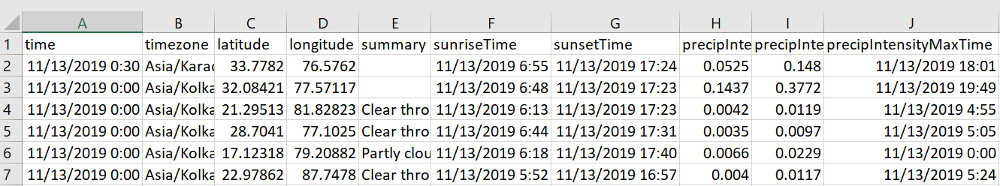 A B C D E F G H I J
1 time timezone latitude longitude summary sunriseTime sunsetTime precipInte precipInte precipIntensityMaxTime
2 11/13/2019 0:30 Asia/Karac 33.7782 76.5762 11/13/2019 6:55 11/13/2019 17:24 0.0525 0.148 11/13/2019 18:01
3 11/13/2019 0:00 Asia/Kolka 32.08421 77.57117 11/13/2019 6:48 11/13/2019 17:23 0.1437 0.3772 11/13/2019 19:49
4 11/13/2019 0:00 Asia/Kolka 21.29513 81.82823 Clear thro 11/13/2019 6:13 11/13/2019 17:23 0.0042 0.0119 11/13/2019 4:55
5 11/13/2019 0:00 Asia/Kolka 28.7041 77.1025 Clear thro 11/13/2019 6:44 11/13/2019 17:31 0.0035 0.0097 11/13/2019 5:05
6 11/13/2019 0:00 Asia/Kolka 17.12318 79.20882 Partly clou 11/13/2019 6:18 11/13/2019 17:40 0.0066 0.0229 11/13/2019 0:00
7 11/13/2019 0:00 Asia/Kolka 22.97862 87.7478 Clear thro 11/13/2019 5:52 11/13/2019 16:57 0.004 0.0117 11/13/2019 5:24